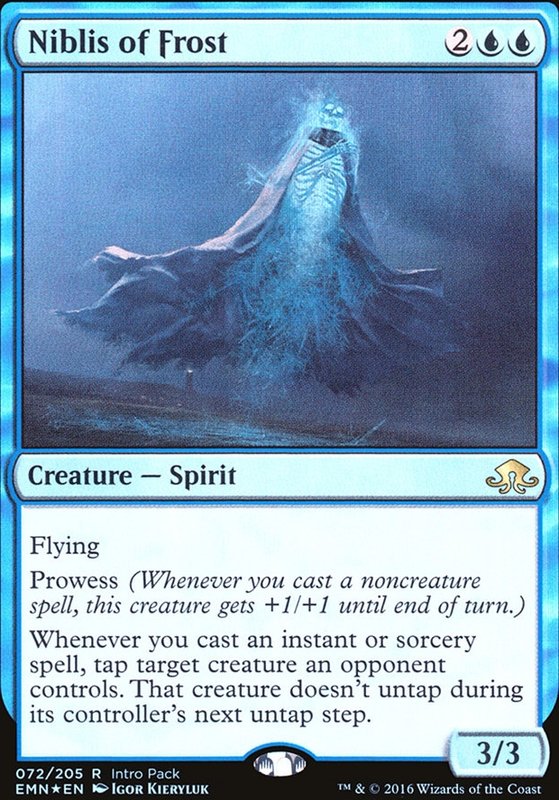 Niblis of Frost 2
Creature — Spirit
Flying
Prowess (Whenever you cast a noncreature
spell, this creature gets +1/+1 until end of turn.)
Whenever you cast an instant or sorcery
spell, tap target creature an opponent
controls. That creature doesn't untap during
its controller's next untap step.
3/3
072/205 R Intro Pack
EMN★EN Igor Kieryluk ™ & © 2016 Wizards of the Coast